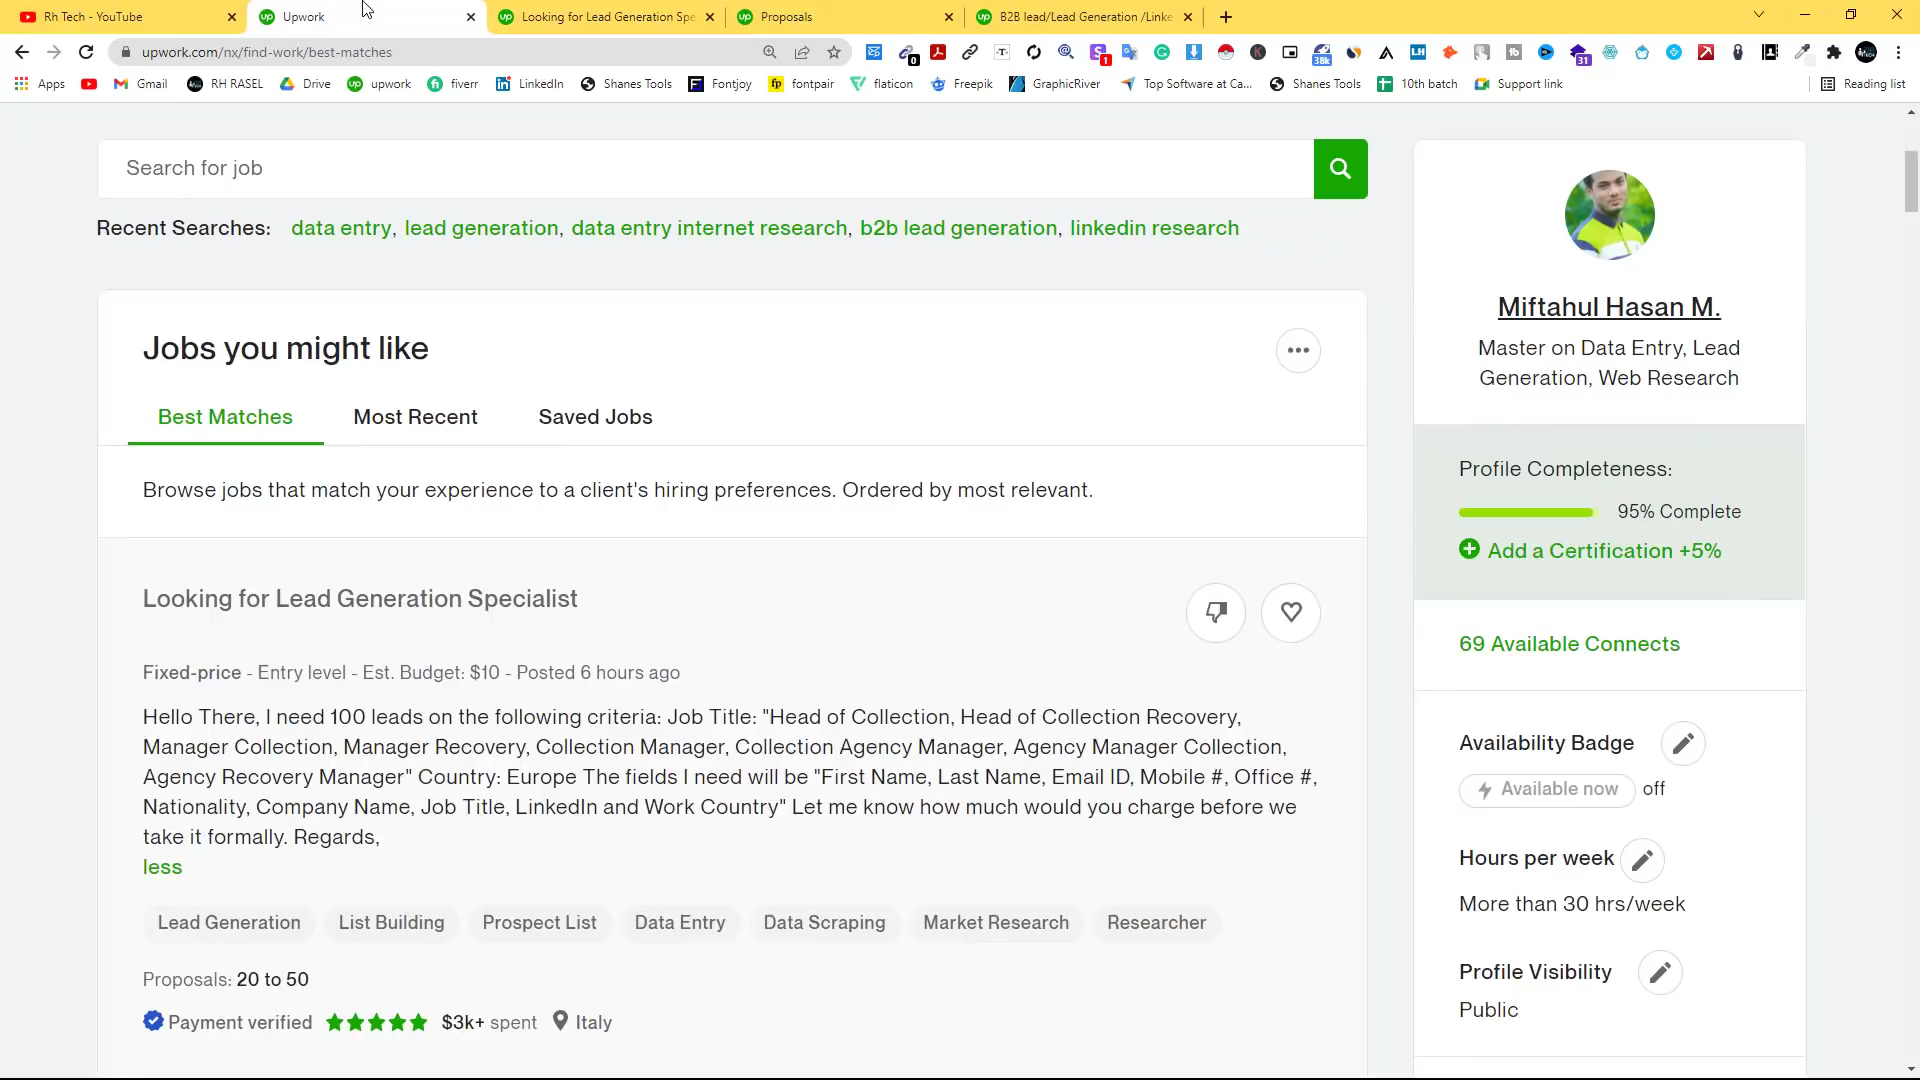 Rh Tech - YouTube
Upwork
Looking for Lead Generation Spe
Proposals
B2B lead/Lead Generation /Linke
upwork.com/nx/find-work/best-matches
0
1
38k
31
Apps
Gmail
RH RASEL
Drive
upwork
fiverr
LinkedIn
Shanes Tools
Fontjoy
fontpair
flaticon
Freepik
GraphicRiver
Top Software at Ca...
Shanes Tools
10th batch
Support link
Reading list
Search for job
Recent Searches: data entry, lead generation, data entry internet research, b2b lead generation, linkedin research
Jobs you might like
Best Matches
Most Recent
Saved Jobs
Browse jobs that match your experience to a client's hiring preferences. Ordered by most relevant.
Looking for Lead Generation Specialist
Fixed-price - Entry level - Est. Budget: $10 - Posted 6 hours ago
Hello There, I need 100 leads on the following criteria: Job Title: "Head of Collection, Head of Collection Recovery,
Manager Collection, Manager Recovery, Collection Manager, Collection Agency Manager, Agency Manager Collection,
Agency Recovery Manager" Country: Europe The fields I need will be "First Name, Last Name, Email ID, Mobile #, Office #,
Nationality, Company Name, Job Title, LinkedIn and Work Country" Let me know how much would you charge before we
take it formally. Regards,
less
Lead Generation
List Building
Prospect List
Data Entry
Data Scraping
Market Research
Researcher
Proposals: 20 to 50
Payment verified
$3k+ spent
Italy
Miftahul Hasan M.
Master on Data Entry, Lead
Generation, Web Research
Profile Completeness:
95% Complete
Add a Certification +5%
69 Available Connects
Availability Badge
Available now
off
Hours per week
More than 30 hrs/week
Profile Visibility
Public